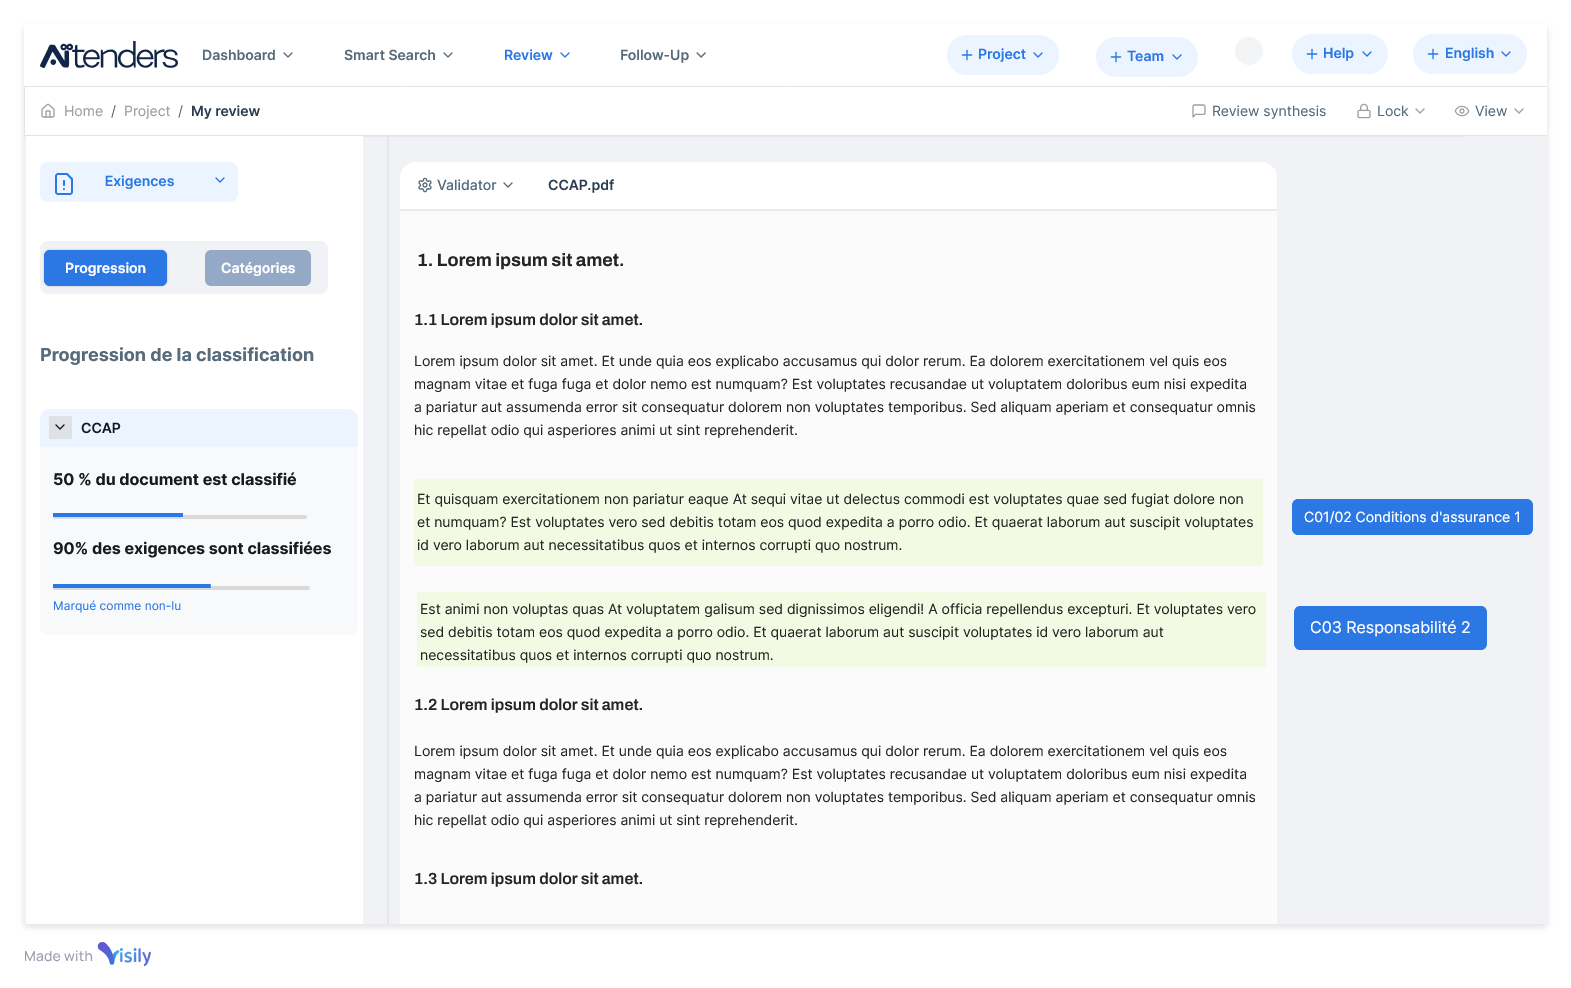 Aitenders
Dashboard
Smart Search
Review
Follow-Up
+ Project
+ Team
+ Help
+ English
Home / Project / My review
Review synthesis
Lock
View
Exigences
Progression
Catégories
Progression de la classification
CCAP
50 % du document est classifié
90% des exigences sont classifiées
Marqué comme non-lu
Validator
CCAP.pdf
1. Lorem ipsum sit amet.
1.1 Lorem ipsum dolor sit amet.
Lorem ipsum dolor sit amet. Et unde quia eos explicabo accusamus qui dolor rerum. Ea dolorem exercitationem vel quis eos
magnam vitae et fuga fuga et dolor nemo est numquam? Est voluptates recusandae ut voluptatem doloribus eum nisi expedita
a pariatur aut assumenda error sit consequatur dolorem non voluptates temporibus. Sed aliquam aperiam et consequatur omnis
hic repellat odio qui asperiores animi ut sint reprehenderit.
Et quisquam exercitationem non pariatur eaque At sequi vitae ut delectus commodi est voluptates quae sed fugiat dolore non
et numquam? Est voluptates vero sed debitis totam eos quod expedita a porro odio. Et quaerat laborum aut suscipit voluptates
id vero laborum aut necessitatibus quos et internos corrupti quo nostrum.
C01/02 Conditions d'assurance 1
Est animi non voluptas quas At voluptatem galisum sed dignissimos eligendi! A officia repellendus excepturi. Et voluptates vero
sed debitis totam eos quod expedita a porro odio. Et quaerat laborum aut suscipit voluptates id vero laborum aut
necessitatibus quos et internos corrupti quo nostrum.
C03 Responsabilité 2
1.2 Lorem ipsum dolor sit amet.
Lorem ipsum dolor sit amet. Et unde quia eos explicabo accusamus qui dolor rerum. Ea dolorem exercitationem vel quis eos
magnam vitae et fuga fuga et dolor nemo est numquam? Est voluptates recusandae ut voluptatem doloribus eum nisi expedita
a pariatur aut assumenda error sit consequatur dolorem non voluptates temporibus. Sed aliquam aperiam et consequatur omnis
hic repellat odio qui asperiores animi ut sint reprehenderit.
1.3 Lorem ipsum dolor sit amet.
Made with Visily